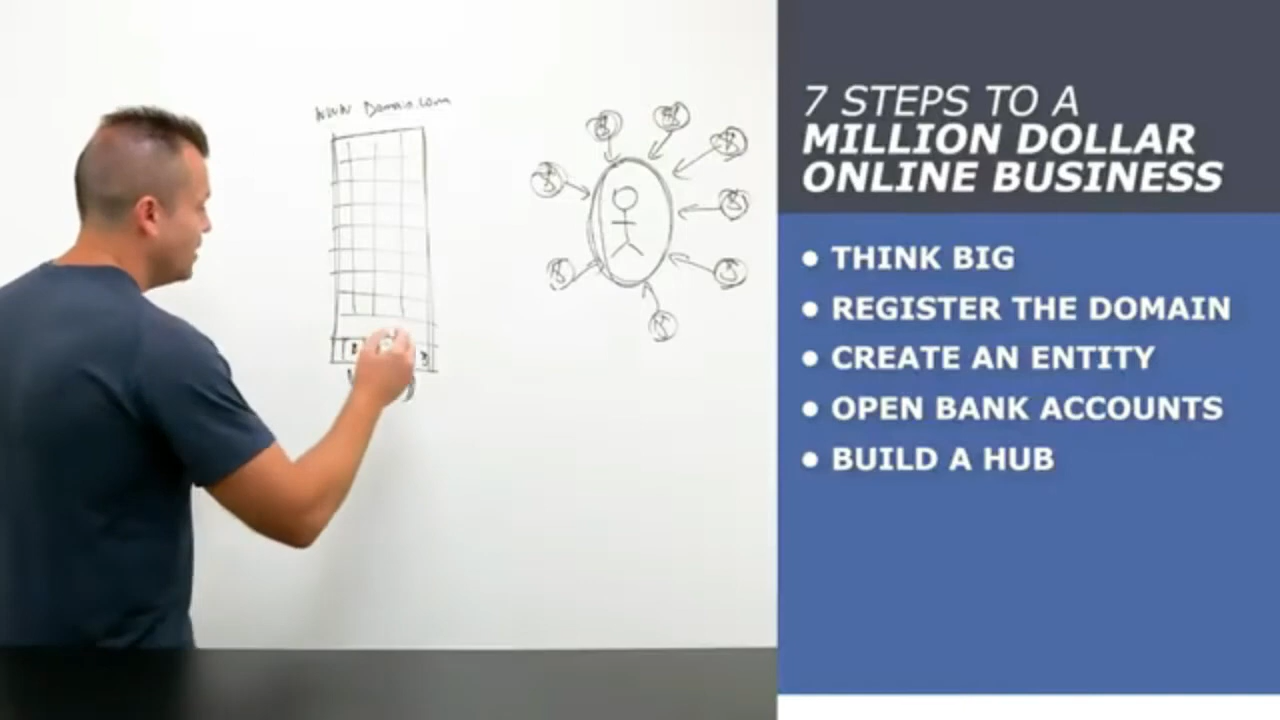 www Domain.com
7 STEPS TO A
MILLION DOLLAR
ONLINE BUSINESS
• THINK BIG
• REGISTER THE DOMAIN
• CREATE AN ENTITY
• OPEN BANK ACCOUNTS
• BUILD A HUB